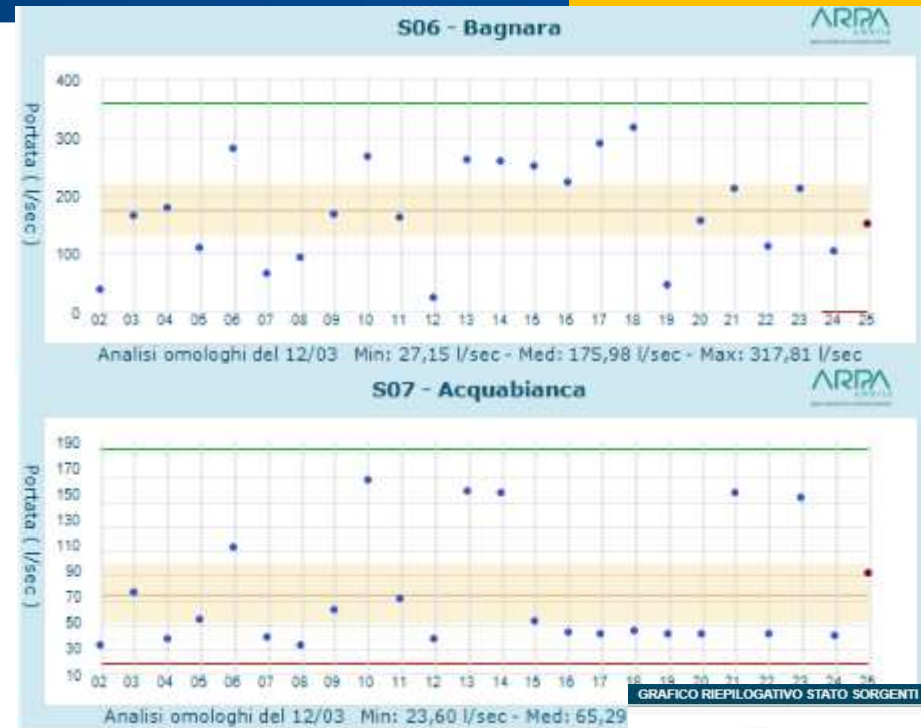 S06 - Bagnara
ARPA
Portata ( l/sec )
400
300
200
100
0
02 03 04 05 06 07 08 09 10 11 12 13 14 15 16 17 18 19 20 21 22 23 24 25
Analisi omologhi del 12/03 Min: 27,15 l/sec - Med: 175,98 l/sec - Max: 317,81 l/sec
S07 - Acquabianca
ARPA
Portata ( l/sec )
190
170
150
130
110
90
70
50
30
10
02 03 04 05 06 07 08 09 10 11 12 13 14 15 16 17 18 19 20 21 22 23 24 25
GRAFICO RIEPILOGATIVO STATO SORGENTI
Analisi omologhi del 12/03 Min: 23,60 l/sec - Med: 65,29